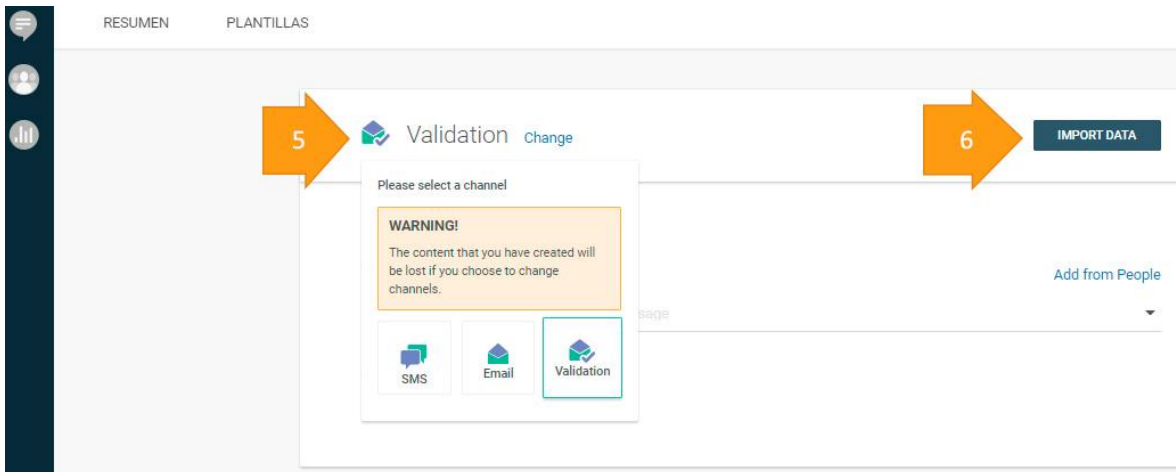 RESUMEN PLANTILLAS
5
Validation Change
6
IMPORT DATA
Please select a channel
WARNING!
The content that you have created will
be lost if you choose to change
channels.
Add from People
sage
SMS Email Validation